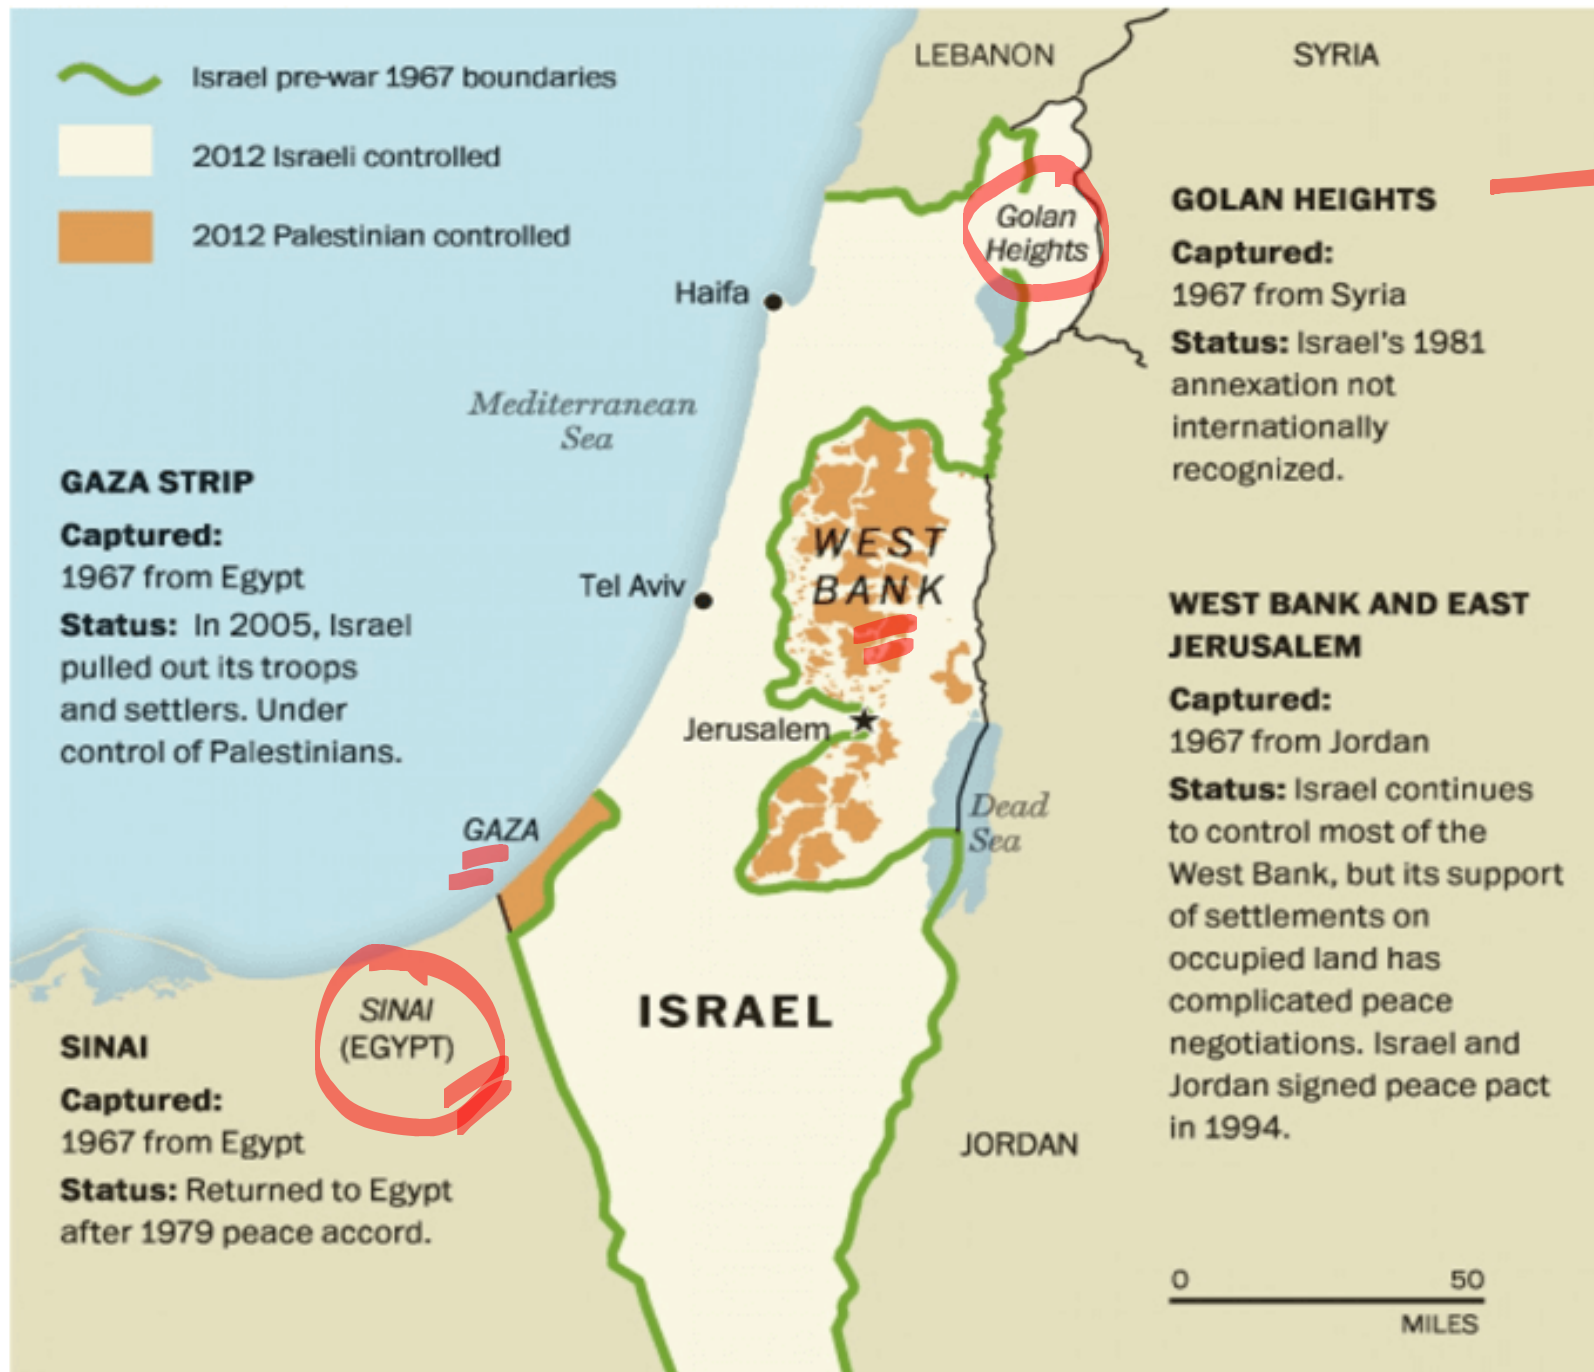 LEBANON
SYRIA
Israel pre-war 1967 boundaries
2012 Israeli controlled
2012 Palestinian controlled
Golan
Heights
GOLAN HEIGHTS
Captured:
1967 from Syria
Status: Israel's 1981
annexation not
internationally
recognized.
Haifa
Mediterranean
Sea
GAZA STRIP
Captured:
1967 from Egypt
Status: In 2005, Israel
pulled out its troops
and settlers. Under
control of Palestinians.
WEST
BANK
Tel Aviv
Jerusalem
WEST BANK AND EAST
JERUSALEM
Captured:
1967 from Jordan
Status: Israel continues
to control most of the
West Bank, but its support
of settlements on
occupied land has
complicated peace
negotiations. Israel and
Jordan signed peace pact
in 1994.
Dead
Sea
GAZA
SINAI
(EGYPT)
ISRAEL
SINAI
Captured:
1967 from Egypt
Status: Returned to Egypt
after 1979 peace accord.
JORDAN
0 50
MILES